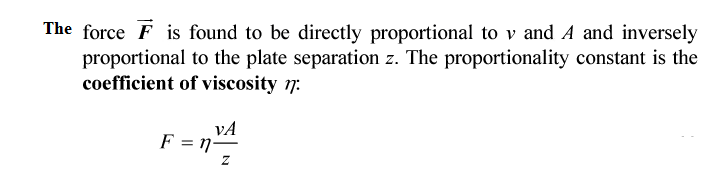 The force F⃗ is found to be directly proportional to v and A and inversely
proportional to the plate separation z. The proportionality constant is the
coefficient of viscosity η:
F = η vA/z